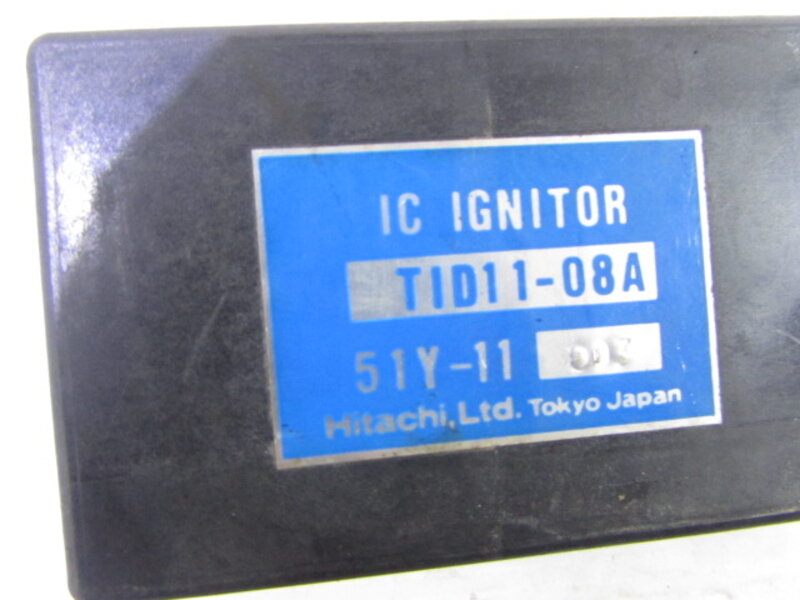 IC IGNITOR
TID11-08A
51Y-11
Hitachi, Ltd. Tokyo Japan